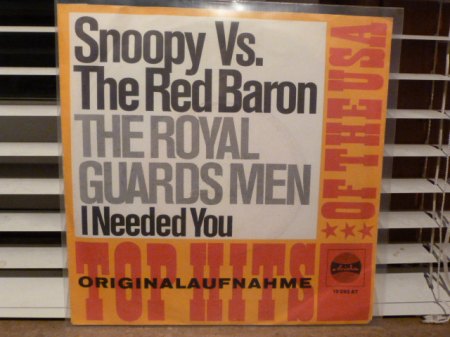 Snoopy Vs.
The Red Baron
THE ROYAL
GUARDS MEN
I Needed You
TOP HITS
OF THE USA
ORIGINALAUFNAHME